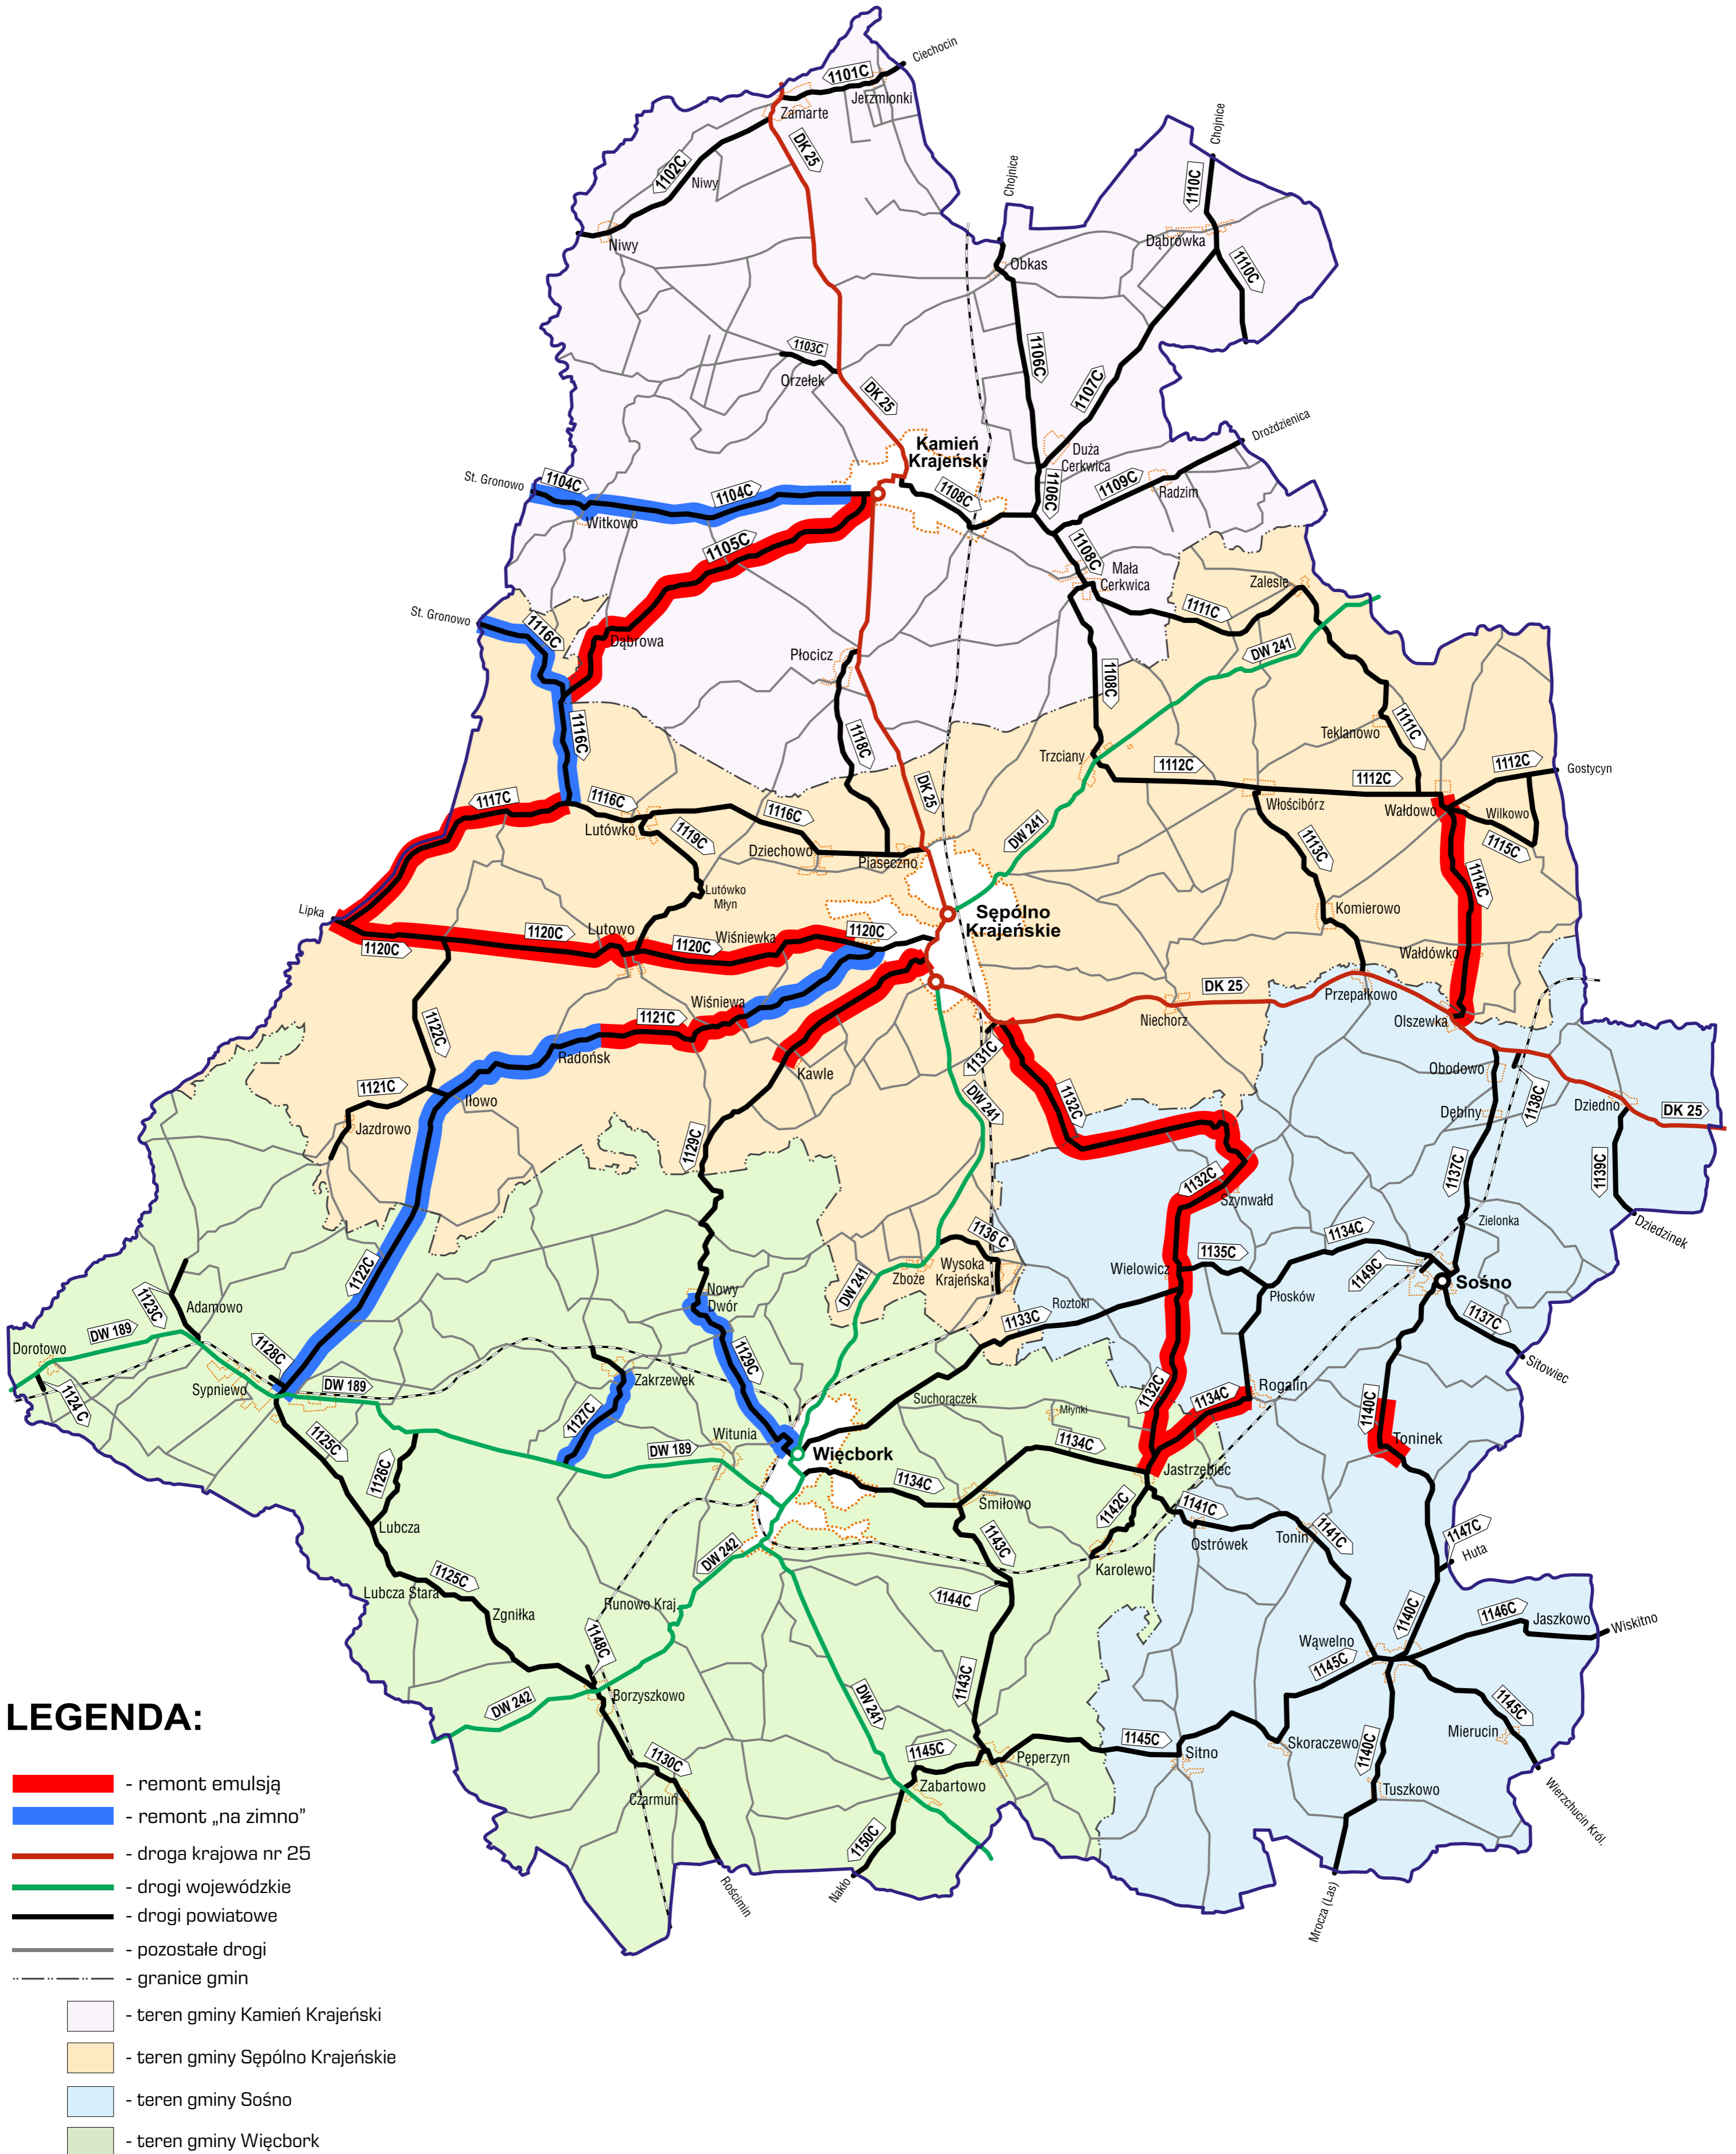 Ciechocin
1101C
Jerzmionki
Zamarte
DK 25
Chojnice
1102C
Niwy
Chojnice
1110C
Niwy
Dąbrówka
Obkas
1110C
1103C
1106C
Orzełek
1107C
DK 25
Drożdzienica
Kamień
Krajeński
Duża
Cerkwica
St. Gronowo
1104C
1104C
1108C
1106C
1109C
Radzim
Witkowo
1105C
1108C
Mała
Cerkwica
Zalesie
St. Gronowo
1116C
1111C
Dąbrowa
Płocicz
DW 241
1108C
1116C
1118C
Teklanowo
1111C
Trzciany
1112C
1112C
1112C
Gostycyn
DK 25
1117C
1116C
1116C
Włościbórz
Wałdowo
Wilkowo
Lutówko
1119C
DW 241
Dziechowo
Piaseczno
1113C
1115C
Lutówko
Młyn
1114C
Lipka
Sępólno
Krajeńskie
Komierowo
1120C
1120C
Lutowo
1120C
Wiśniewka
1120C
Wałdówko
DK 25
Przepałkowo
Wiśniewa
1121C
Niechorz
Olszewka
1122C
Radońsk
1131C
Kawle
Obodowo
1121C
Iłowo
DW 241
1132C
Dębiny
1138C
Dziedno
DK 25
Jazdrowo
1129C
1137C
1139C
1132C
Szynwałd
Zielonka
Dziedzinek
1136 C
1134C
1122C
Zboże
Wysoka
Krajeńska
Wielowicz
1135C
1149C
Sośno
1123C
Adamowo
DW 241
Nowy
Dwór
Roztoki
Płosków
1133C
1137C
DW 189
Dorotowo
1128C
1129C
Sitowiec
1124 C
Sypniewo
DW 189
Zakrzewek
Suchorączek
1132C
1134C
Rogalin
1127C
Młynki
1140C
1125C
Witunia
DW 189
Więcbork
1134C
Toninek
1126C
1134C
Jastrzębiec
Śmiłowo
1142C
1141C
Lubcza
1143C
Ostrówek
Tonin
1141C
1147C
Huta
DW 242
Karolewo
1125C
Lubcza Stara
1144C
Zgniłka
Runowo Kraj.
1140C
1146C
Jaszkowo
Wiskitno
1148C
Wąwelno
1145C
1143C
DW 242
Borzyszkowo
DW 241
1145C
Mierucin
1145C
Skoraczewo
1145C
Pęperzyn
Sitno
1140C
1130C
Zabartowo
Tuszkowo
Czarmuń
Wierzchucin Król.
1150C
Rościmin
Nakło
Mrocza (Las)
LEGENDA:
- remont emulsją
- remont „na zimno”
- droga krajowa nr 25
- drogi wojewódzkie
- drogi powiatowe
- pozostałe drogi
- granice gmin
- teren gminy Kamień Krajeński
- teren gminy Sępólno Krajeńskie
- teren gminy Sośno
- teren gminy Więcbork